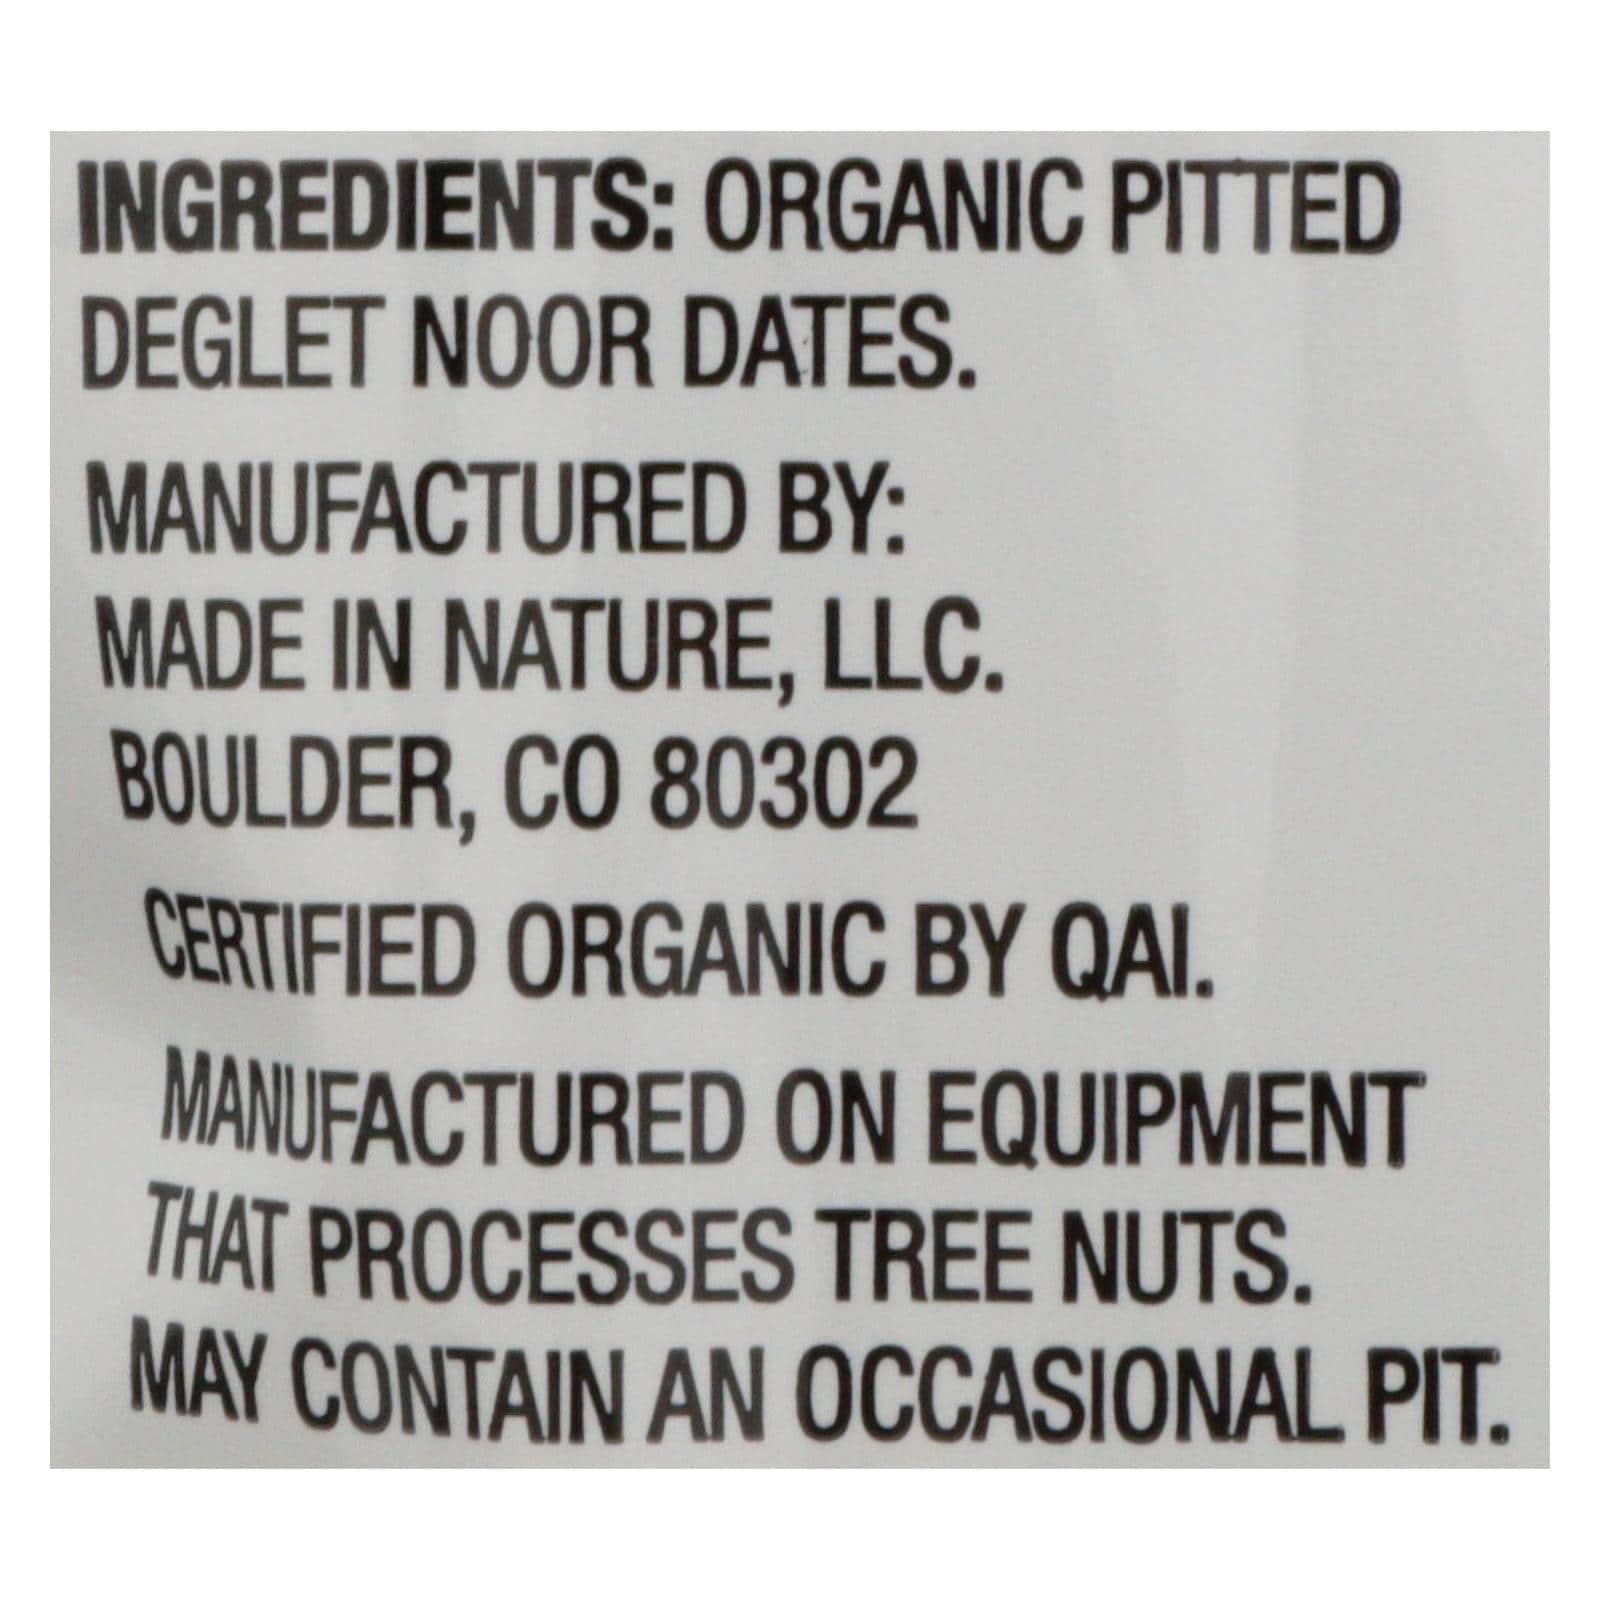 INGREDIENTS: ORGANIC PITTED
DEGLET NOOR DATES.
MANUFACTURED BY:
MADE IN NATURE, LLC.
BOULDER, CO 80302
CERTIFIED ORGANIC BY QAI.
MANUFACTURED ON EQUIPMENT
THAT PROCESSES TREE NUTS.
MAY CONTAIN AN OCCASIONAL PIT.